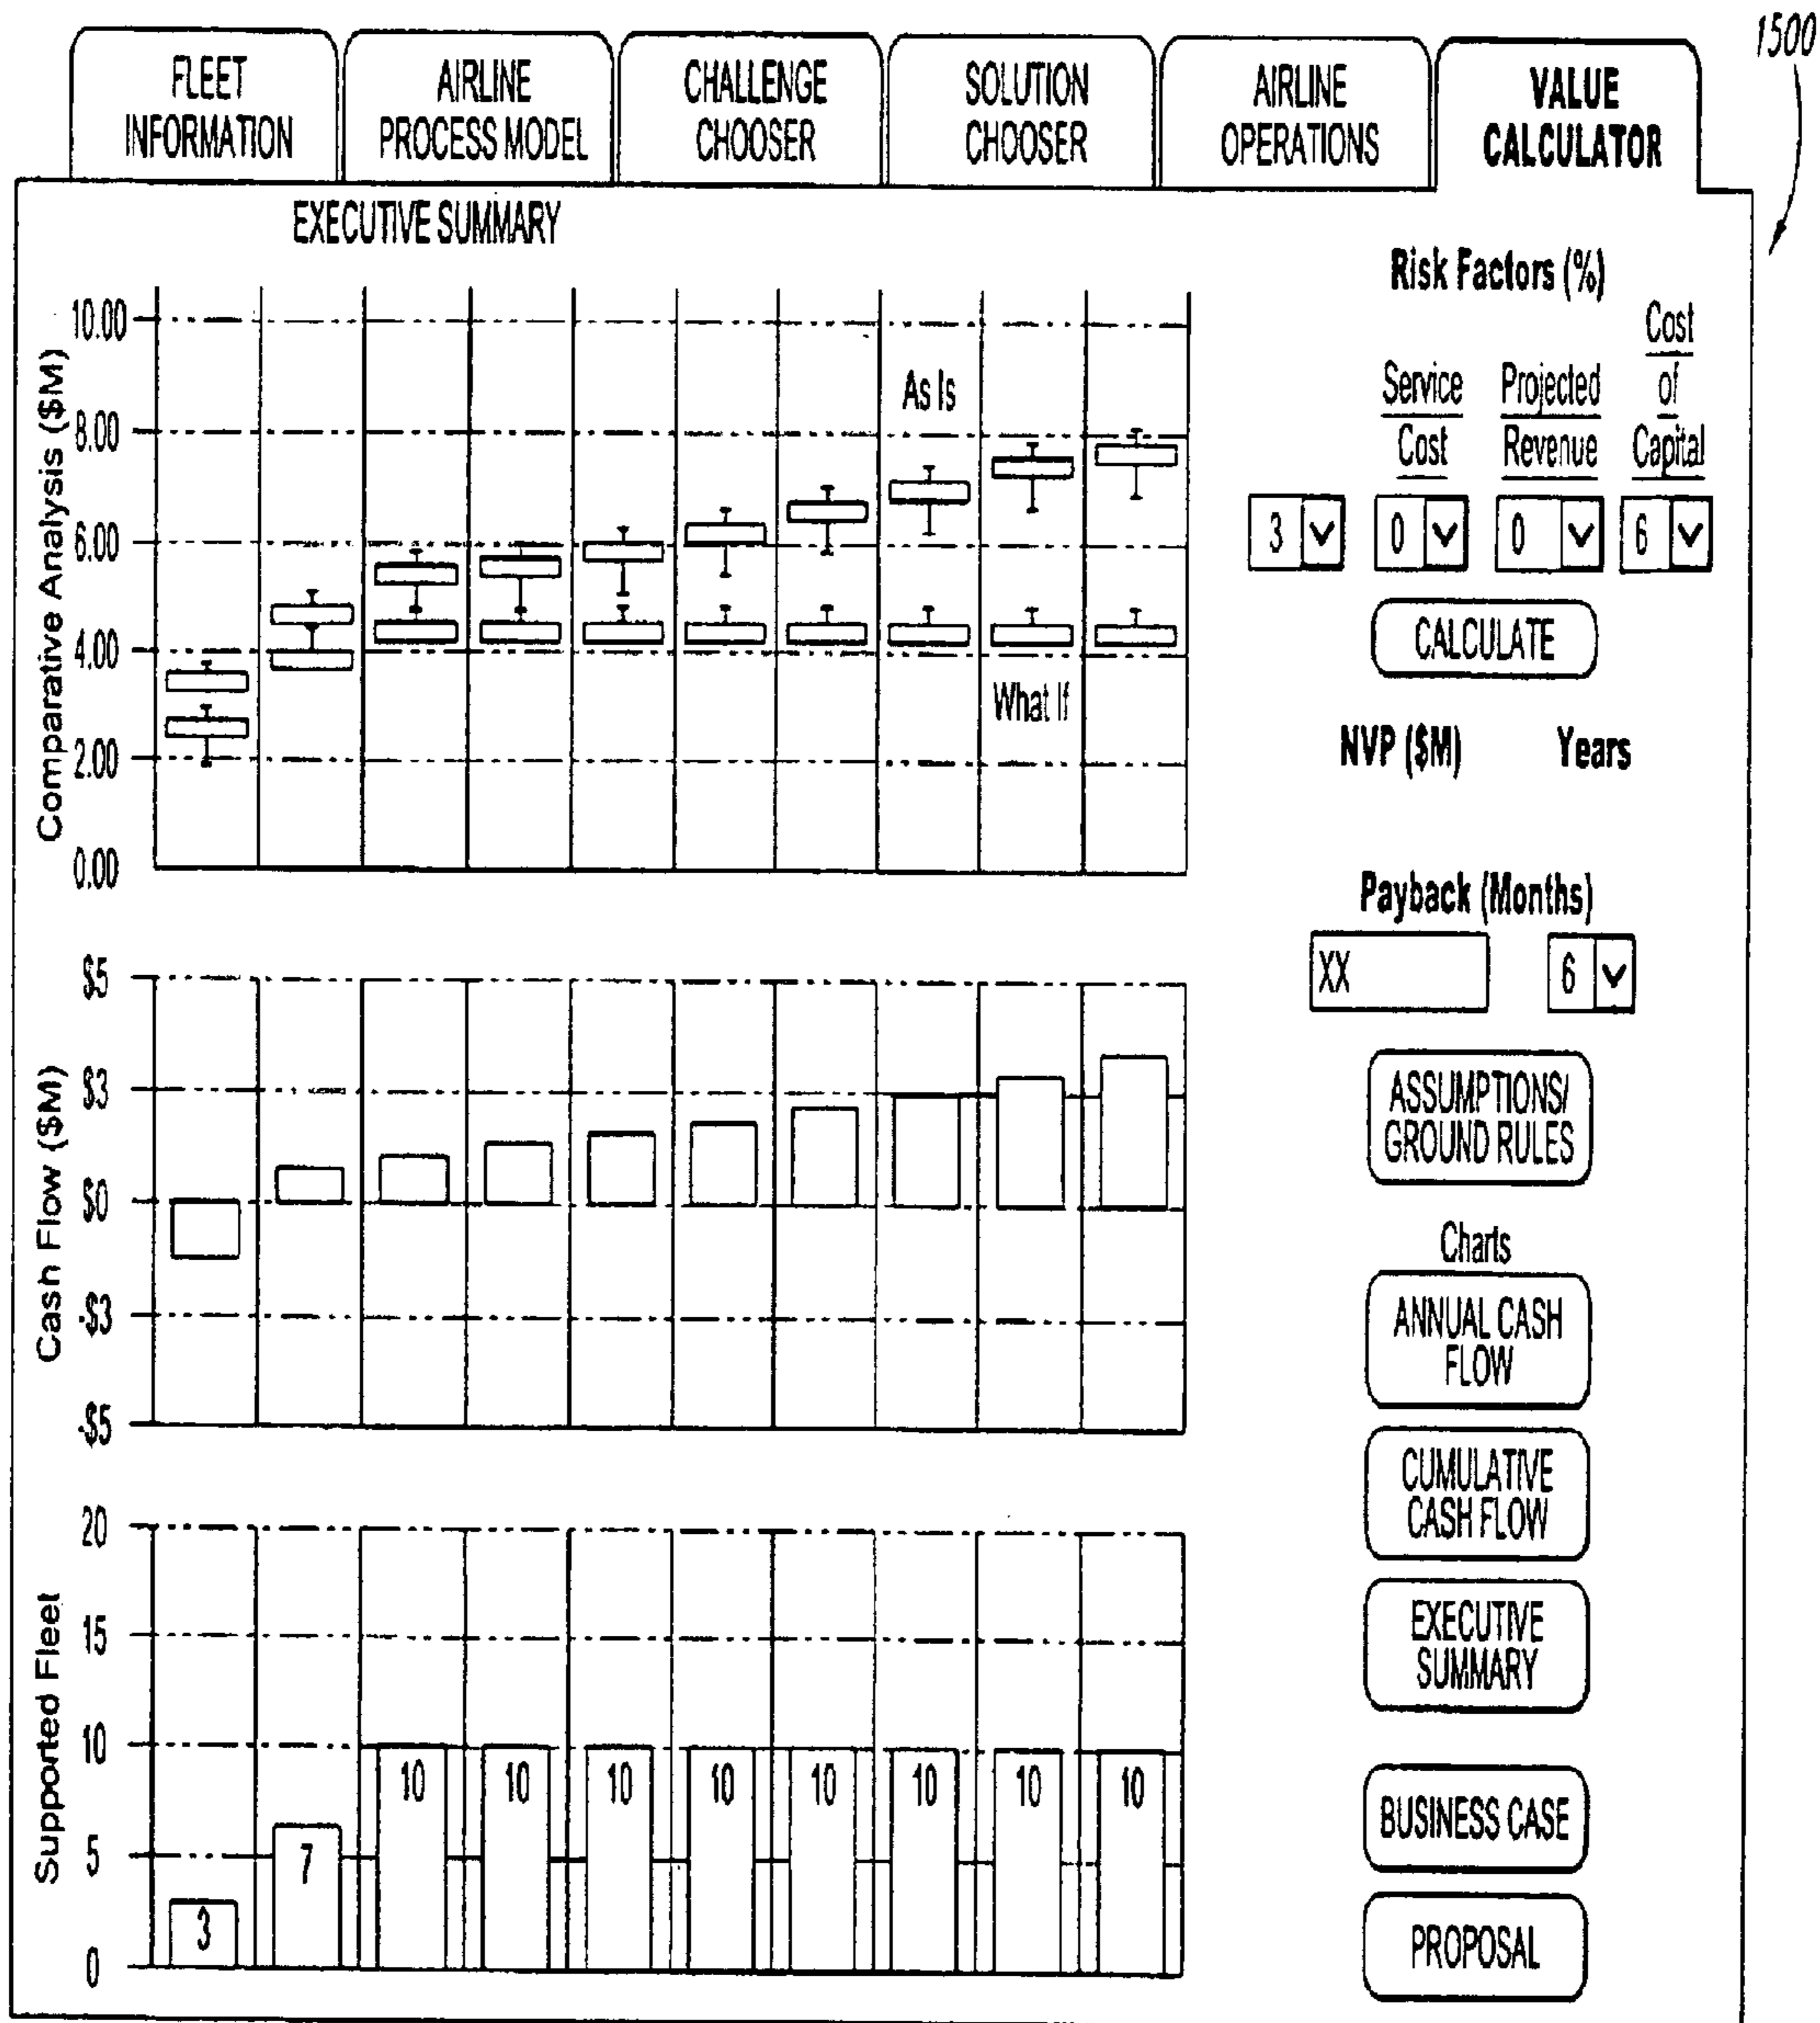 1500
FLEET
INFORMATION
AIRLINE
PROCESS MODEL
CHALLENGE
CHOOSER
SOLUTION
CHOOSER
AIRLINE
OPERATIONS
VALUE
CALCULATOR
EXECUTIVE SUMMARY
Comparative Analysis ($M)
10.00
8.00
6.00
4.00
2.00
0.00
As Is
What If
Risk Factors (%)
Service
Cost
Projected
Revenue
Cost
of
Capital
3 0 0 6
CALCULATE
NVP ($M) Years
Payback (Months)
XX 6
ASSUMPTIONS/
GROUND RULES
Charts
ANNUAL CASH
FLOW
CUMULATIVE
CASH FLOW
EXECUTIVE
SUMMARY
BUSINESS CASE
PROPOSAL
Cash Flow ($M)
$5
$3
$0
-$3
-$5
Supported Fleet
20
15
10
5
0
3 7 10 10 10 10 10 10 10 10